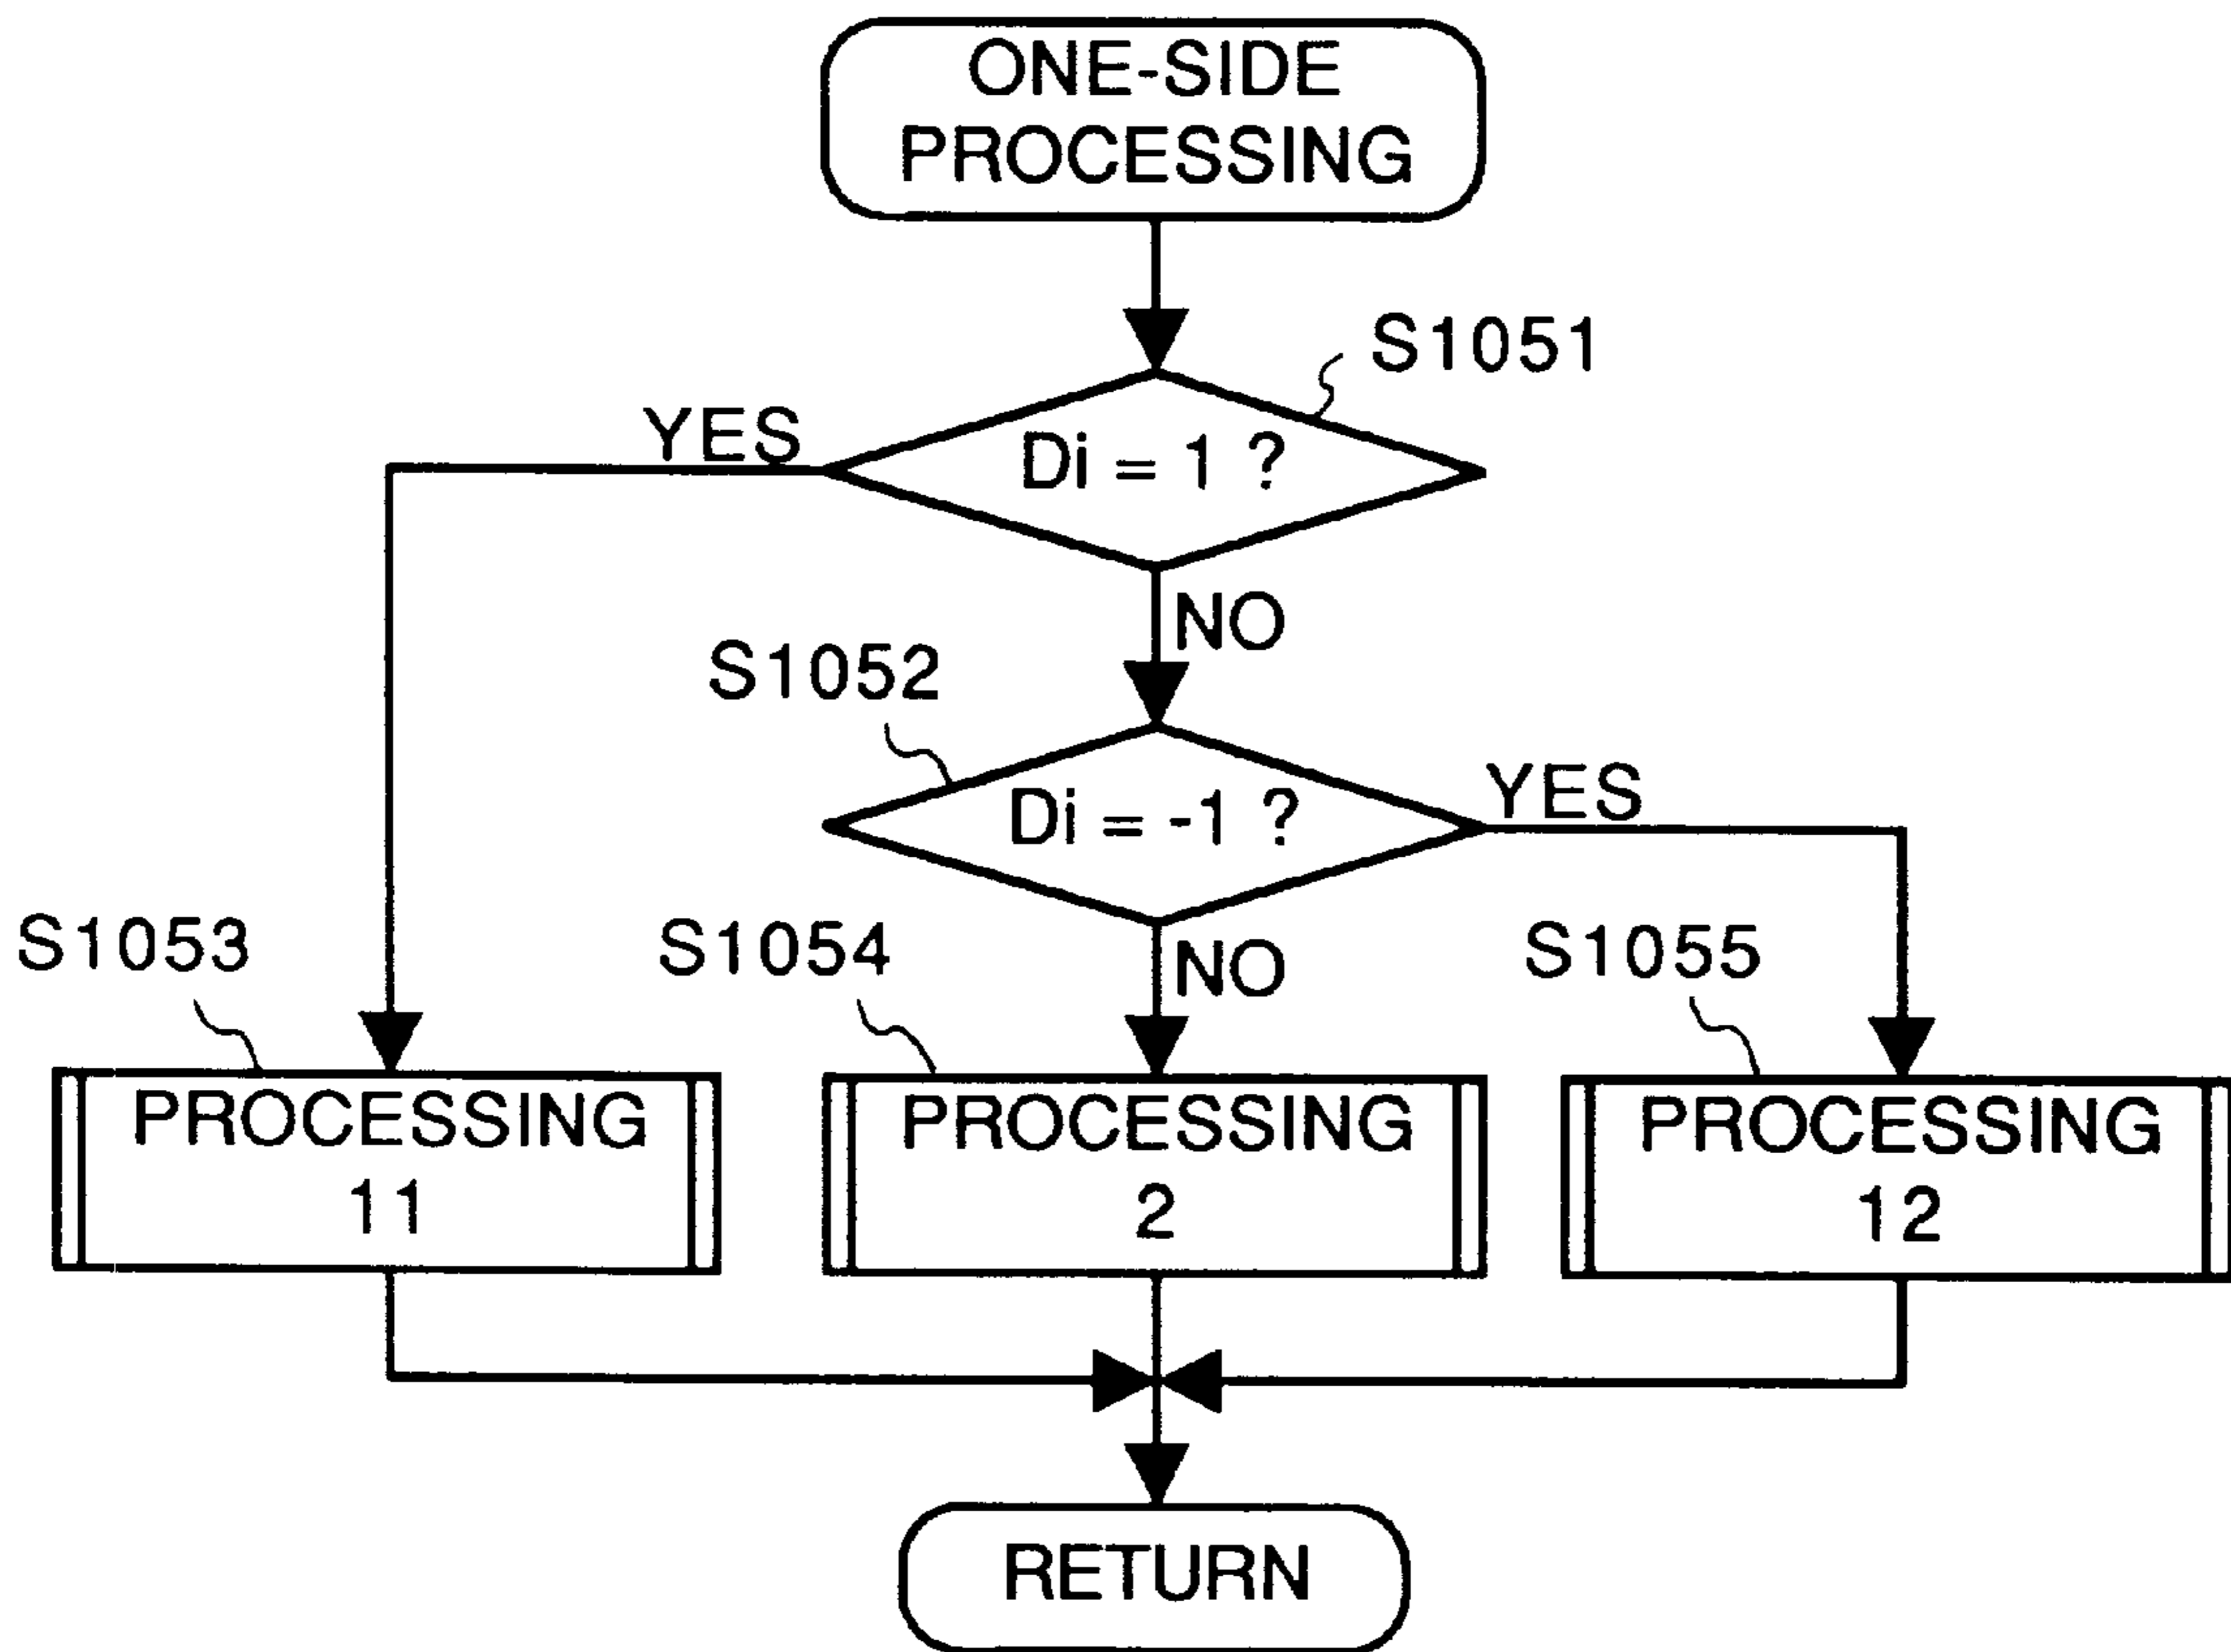 ONE-SIDE
PROCESSING
S1051
YES
Di = 1 ?
NO
S1052
YES
Di = -1 ?
S1053
S1054
NO
S1055
PROCESSING
11
PROCESSING
2
PROCESSING
12
RETURN